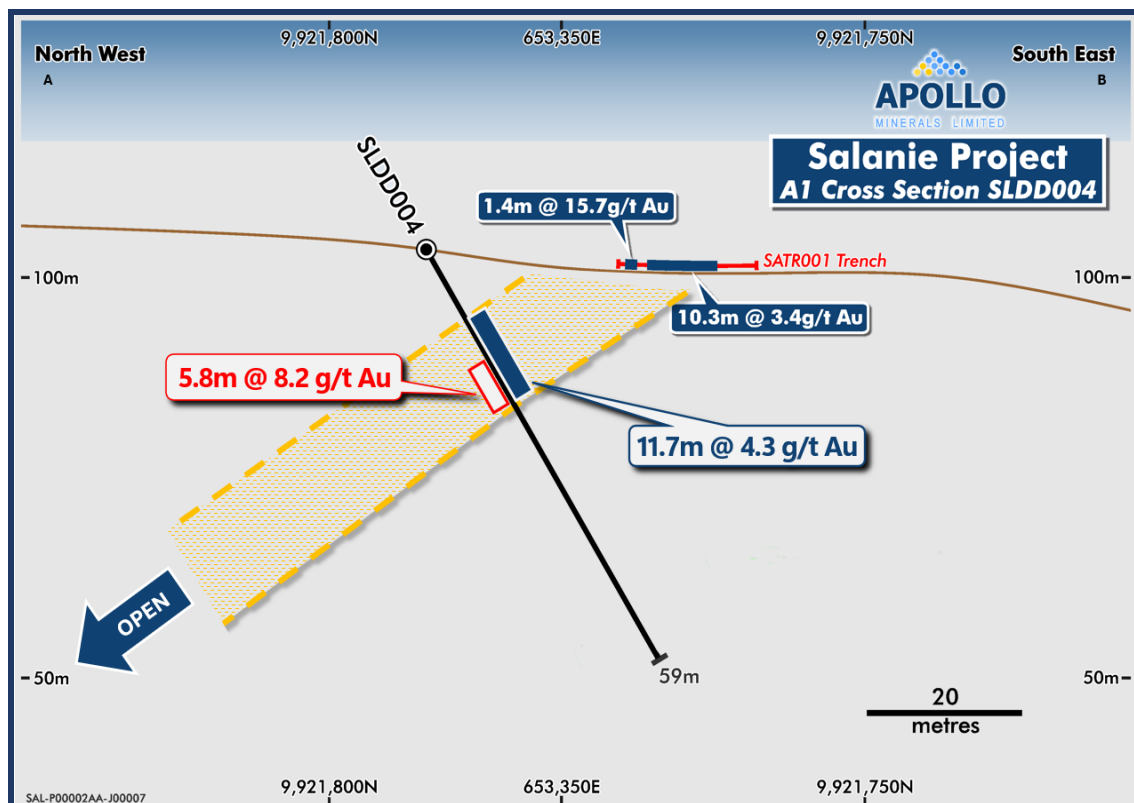 9,921,800N
653,350E
9,921,750N
North West
South East
A
B
APOLLO
MINERALS LIMITED
Salanie Project
A1 Cross Section SLDD004
SLDD004
1.4m @ 15.7g/t Au
SATR001 Trench
100m
100m
10.3m @ 3.4g/t Au
5.8m @ 8.2 g/t Au
11.7m @ 4.3 g/t Au
OPEN
50m
59m
50m
20
metres
9,921,800N
653,350E
9,921,750N
SAL-P00002AA-J00007